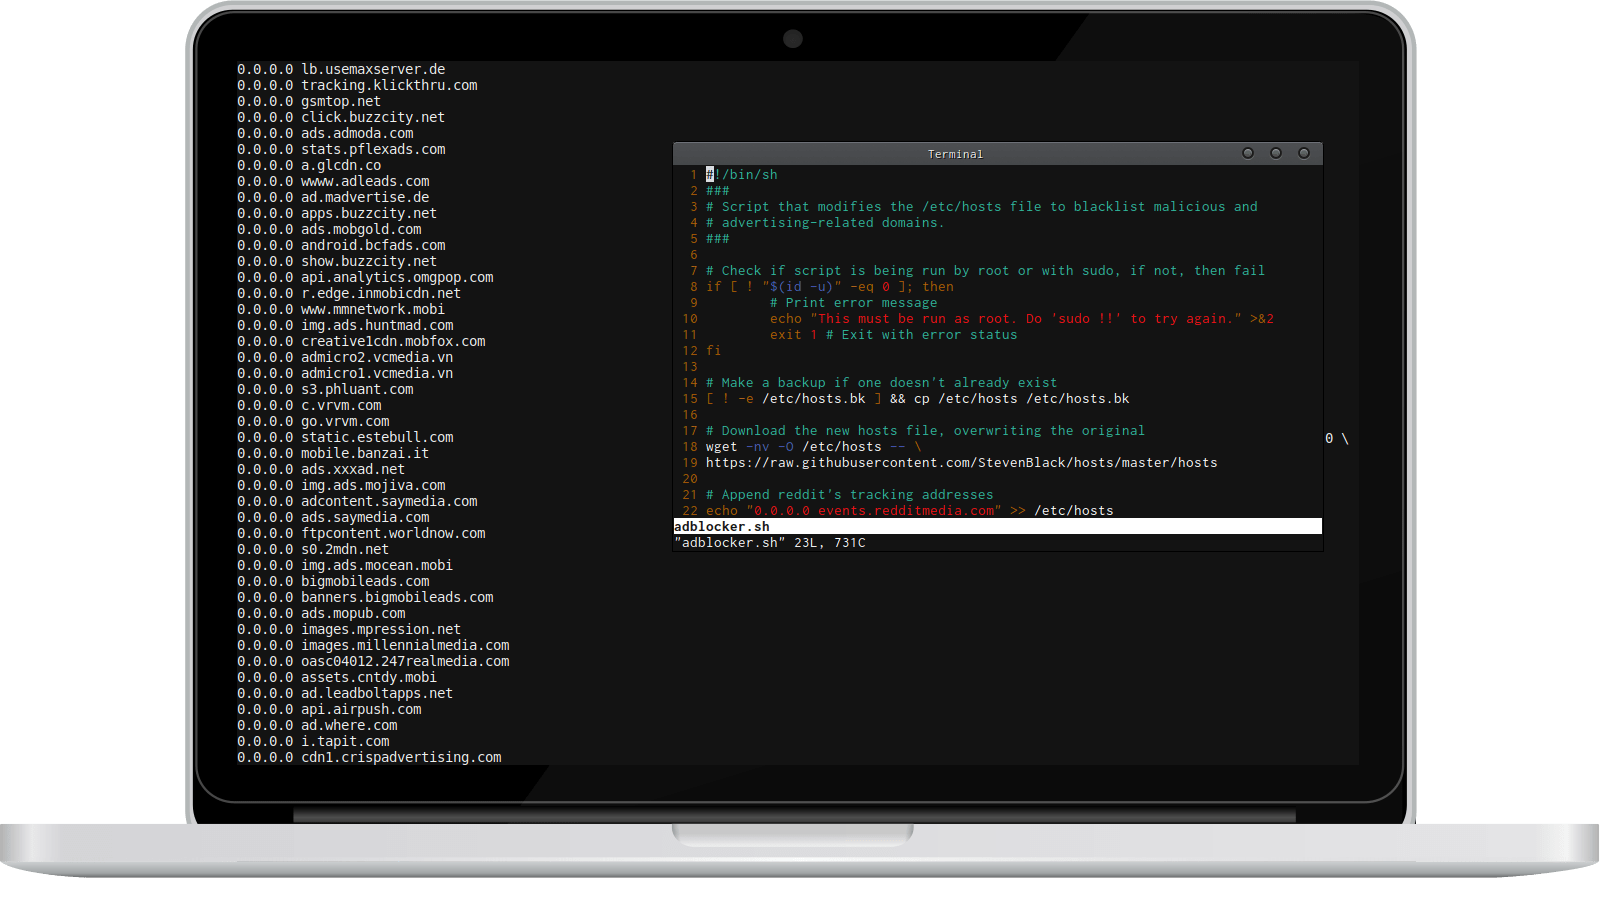 0.0.0.0 lb.usemaxserver.de
0.0.0.0 tracking.klickthru.com
0.0.0.0 gsmtop.net
0.0.0.0 click.buzzcity.net
0.0.0.0 ads.admoda.com
0.0.0.0 stats.pflexads.com
0.0.0.0 a.glcdn.co
0.0.0.0 wwww.adleads.com
0.0.0.0 ad.madvertise.de
0.0.0.0 apps.buzzcity.net
0.0.0.0 ads.mobgold.com
0.0.0.0 android.bcfads.com
0.0.0.0 show.buzzcity.net
0.0.0.0 api.analytics.omgpop.com
0.0.0.0 r.edge.inmobicdn.net
0.0.0.0 www.mmnetwork.mobi
0.0.0.0 img.ads.huntmad.com
0.0.0.0 creative1cdn.mobfox.com
0.0.0.0 admicro2.vcmedia.vn
0.0.0.0 admicro1.vcmedia.vn
0.0.0.0 s3.phluant.com
0.0.0.0 c.vrvm.com
0.0.0.0 go.vrvm.com
0.0.0.0 static.estebull.com
0.0.0.0 mobile.banzai.it
0.0.0.0 ads.xxxad.net
0.0.0.0 img.ads.mojiva.com
0.0.0.0 adcontent.saymedia.com
0.0.0.0 ads.saymedia.com
0.0.0.0 ftpcontent.worldnow.com
0.0.0.0 s0.2mdn.net
0.0.0.0 img.ads.mocean.mobi
0.0.0.0 bigmobileads.com
0.0.0.0 banners.bigmobileads.com
0.0.0.0 ads.mopub.com
0.0.0.0 images.mpression.net
0.0.0.0 images.millennialmedia.com
0.0.0.0 oasc04012.247realmedia.com
0.0.0.0 assets.cntdy.mobi
0.0.0.0 ad.leadboltapps.net
0.0.0.0 api.airpush.com
0.0.0.0 ad.where.com
0.0.0.0 i.tapit.com
0.0.0.0 cdn1.crispadvertising.com
Terminal
1 #!/bin/sh
2 ###
3 # Script that modifies the /etc/hosts file to blacklist malicious and
4 # advertising-related domains.
5 ###
6
7 # Check if script is being run by root or with sudo, if not, then fail
8 if [ ! "$(id -u)" -eq 0 ]; then
9         # Print error message
10         echo "This must be run as root. Do 'sudo !!' to try again." >&2
11         exit 1 # Exit with error status
12 fi
13
14 # Make a backup if one doesn't already exist
15 [ ! -e /etc/hosts.bk ] && cp /etc/hosts /etc/hosts.bk
16
17 # Download the new hosts file, overwriting the original
18 wget -nv -O /etc/hosts -- \
19 https://raw.githubusercontent.com/StevenBlack/hosts/master/hosts
20
21 # Append reddit's tracking addresses
22 echo "0.0.0.0 events.redditmedia.com" >> /etc/hosts
adblocker.sh
"adblocker.sh" 23L, 731C
0 \